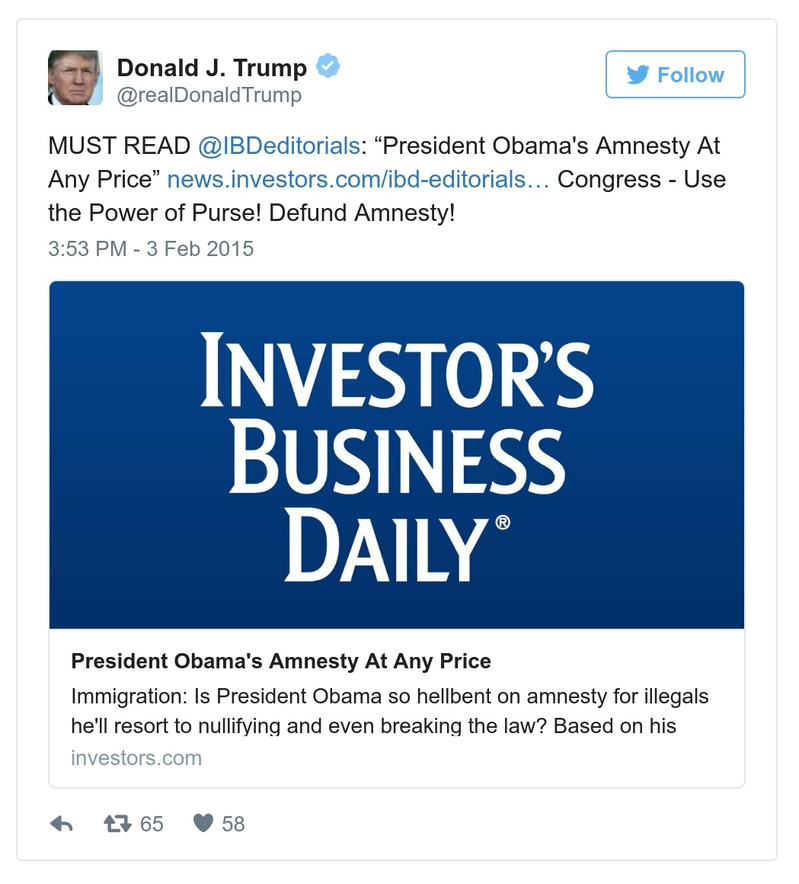 Donald J. Trump
@realDonaldTrump
Follow
MUST READ @IBDeditorials: “President Obama's Amnesty At
Any Price” news.investors.com/ibd-editorials… Congress - Use
the Power of Purse! Defund Amnesty!
3:53 PM - 3 Feb 2015
INVESTOR’S
BUSINESS
DAILY®
President Obama's Amnesty At Any Price
Immigration: Is President Obama so hellbent on amnesty for illegals
he'll resort to nullifying and even breaking the law? Based on his
investors.com
65 58